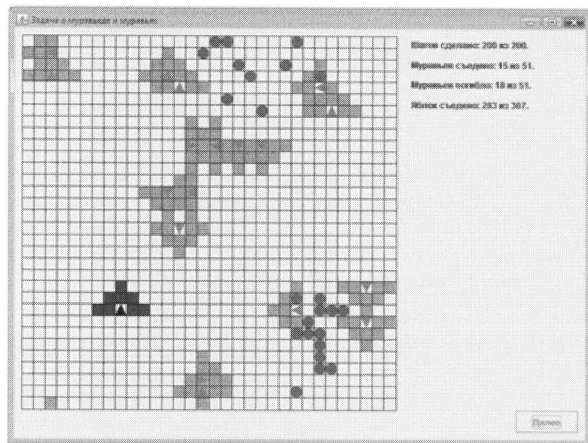 Задача о муравьеде и муравьях
Шагов сделано: 200 из 200.
Муравьев съедено: 15 из 51.
Муравьев погибло: 18 из 51.
Яблок съедено: 283 из 307.
Далее